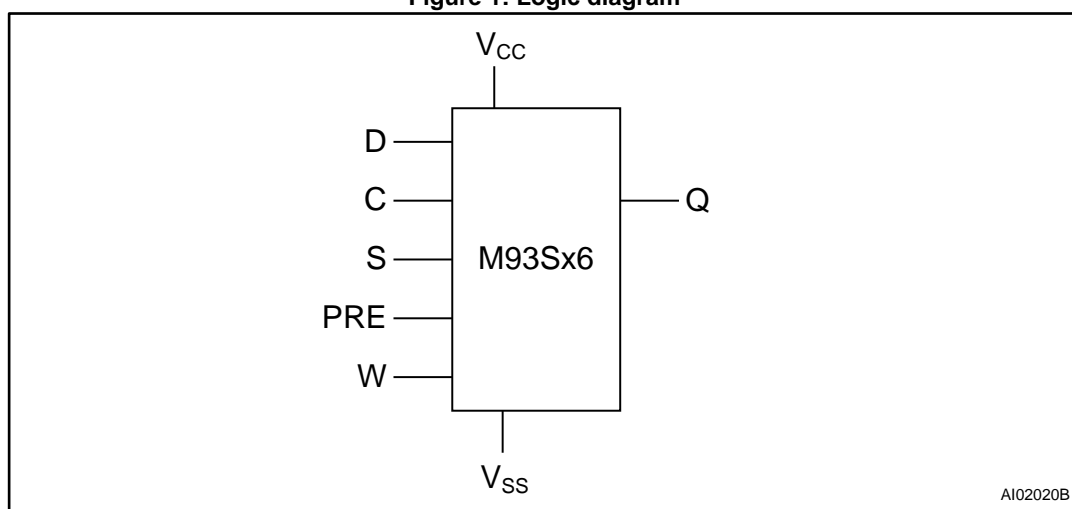 Figure 1. Logic diagram
VCC
D
C
S
PRE
W
M93Sx6
Q
VSS
AI02020B